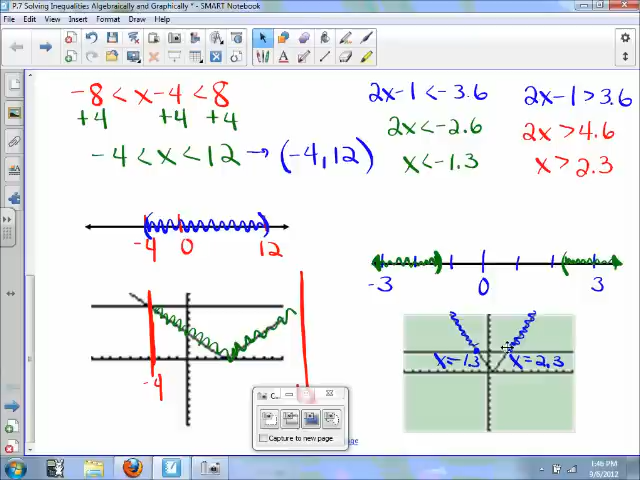 P.7 Solving Inequalities Algebraically and Graphically * - SMART Notebook
File Edit View Insert Format Draw Help
-8 < x-4 < 8
+4 +4 +4
-4 < x < 12 → (-4,12)
-4 0 12
-4
2x-1 < -3.6
2x < -2.6
x < -1.3
2x-1 > 3.6
2x > 4.6
x > 2.3
-3 0 3
x=-1.3 x=2.3
Capture to new page
1:46 PM
9/6/2012